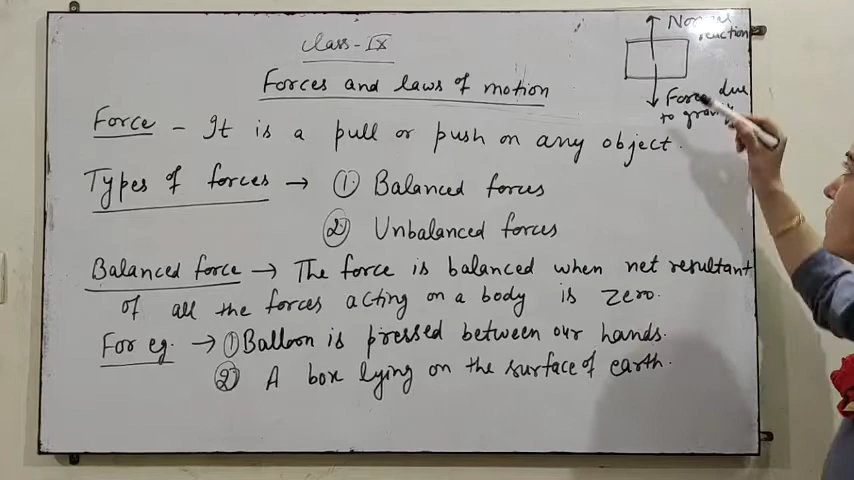 Class-IX
Normal
reaction
Forces and laws of motion
Force due
to gravity
Force - It is a pull or push on any object.
Types of forces → ① Balanced forces
② Unbalanced forces
Balanced force → The force is balanced when net resultant
of all the forces acting on a body is zero.
For eg. → ① Balloon is pressed between our hands.
② A box lying on the surface of earth.